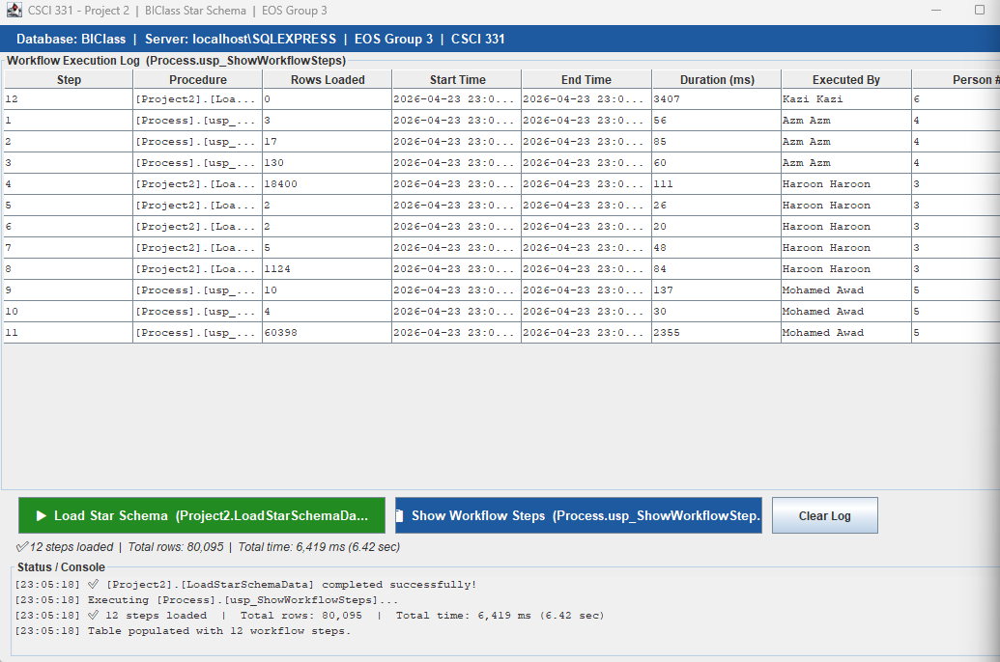 CSCI 331 - Project 2 | BIClass Star Schema | EOS Group 3
Database: BIClass | Server: localhost\SQLEXPRESS | EOS Group 3 | CSCI 331
Workflow Execution Log (Process.usp_ShowWorkflowSteps)
Step Procedure Rows Loaded Start Time End Time Duration (ms) Executed By Person #
12 [Project2].[Loa... 0 2026-04-23 23:0... 2026-04-23 23:0... 3407 Kazi Kazi 6
1 [Process].[usp_... 3 2026-04-23 23:0... 2026-04-23 23:0... 56 Azm Azm 4
2 [Process].[usp_... 17 2026-04-23 23:0... 2026-04-23 23:0... 85 Azm Azm 4
3 [Process].[usp_... 130 2026-04-23 23:0... 2026-04-23 23:0... 60 Azm Azm 4
4 [Project2].[Loa... 18400 2026-04-23 23:0... 2026-04-23 23:0... 111 Haroon Haroon 3
5 [Project2].[Loa... 2 2026-04-23 23:0... 2026-04-23 23:0... 26 Haroon Haroon 3
6 [Project2].[Loa... 2 2026-04-23 23:0... 2026-04-23 23:0... 20 Haroon Haroon 3
7 [Project2].[Loa... 5 2026-04-23 23:0... 2026-04-23 23:0... 48 Haroon Haroon 3
8 [Project2].[Loa... 1124 2026-04-23 23:0... 2026-04-23 23:0... 84 Haroon Haroon 3
9 [Process].[usp_... 10 2026-04-23 23:0... 2026-04-23 23:0... 137 Mohamed Awad 5
10 [Process].[usp_... 4 2026-04-23 23:0... 2026-04-23 23:0... 30 Mohamed Awad 5
11 [Process].[usp_... 60398 2026-04-23 23:0... 2026-04-23 23:0... 2355 Mohamed Awad 5
▶ Load Star Schema (Project2.LoadStarSchemaDa... Show Workflow Steps (Process.usp_ShowWorkflowStep. Clear Log
✅ 12 steps loaded | Total rows: 80,095 | Total time: 6,419 ms (6.42 sec)
Status / Console
[23:05:18] ✅ [Project2].[LoadStarSchemaData] completed successfully!
[23:05:18] Executing [Process].[usp_ShowWorkflowSteps]...
[23:05:18] ✅ 12 steps loaded | Total rows: 80,095 | Total time: 6,419 ms (6.42 sec)
[23:05:18] Table populated with 12 workflow steps.